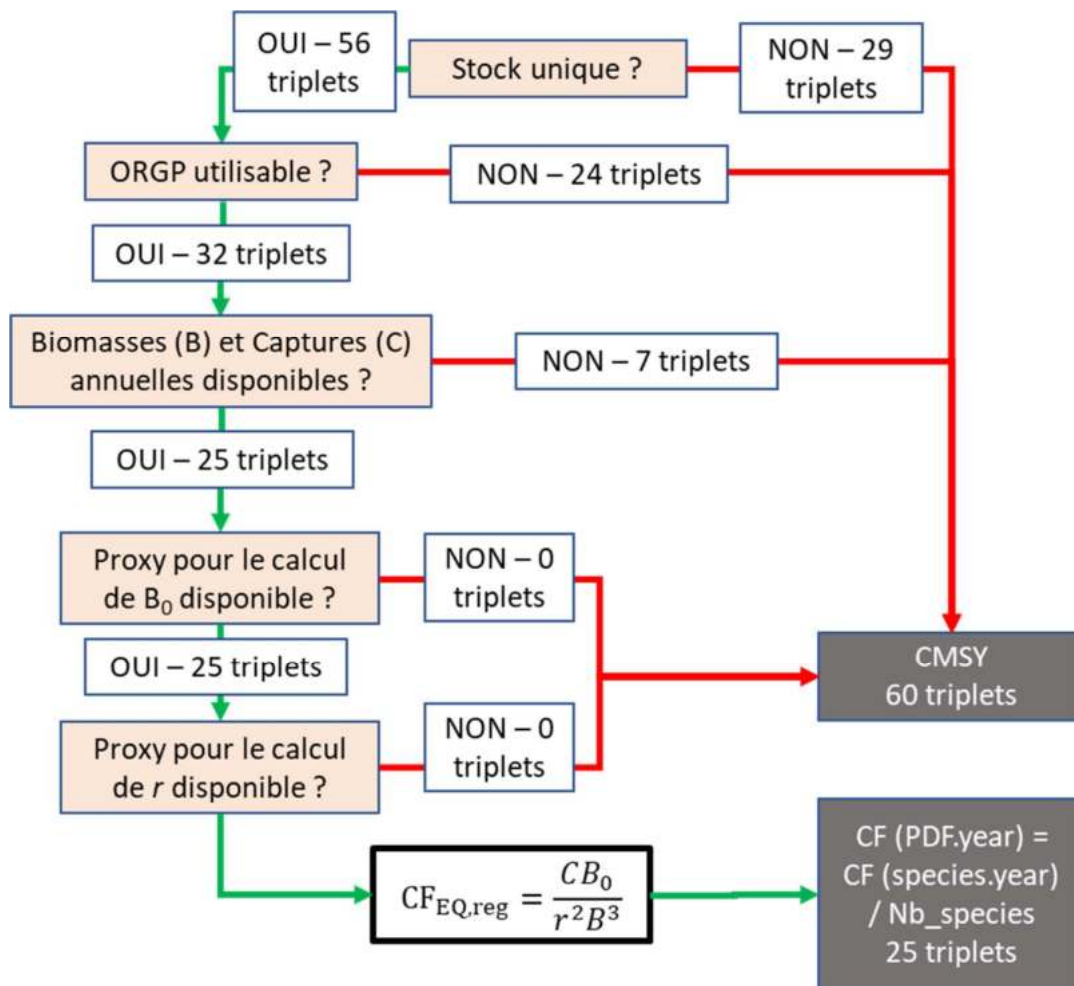 OUI – 56
triplets
Stock unique ?
NON – 29
triplets
ORGP utilisable ?
NON – 24 triplets
OUI – 32 triplets
Biomasses (B) et Captures (C)
annuelles disponibles ?
NON – 7 triplets
OUI – 25 triplets
Proxy pour le calcul
de B₀ disponible ?
NON – 0
triplets
OUI – 25 triplets
CMSY
60 triplets
Proxy pour le calcul
de r disponible ?
NON – 0
triplets
CF_EQ,reg = CB₀ / r²B³
CF (PDF.year) =
CF (species.year)
/ Nb_species
25 triplets